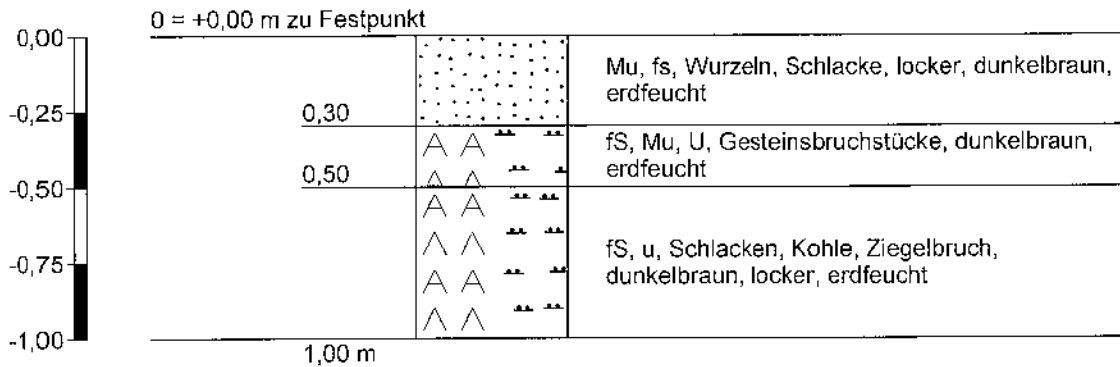 0 = +0,00 m zu Festpunkt
0,00
Mu, fs, Wurzeln, Schlacke, locker, dunkelbraun,
erdfeucht
-0,25
0,30
fS, Mu, U, Gesteinsbruchstücke, dunkelbraun,
erdfeucht
-0,50
0,50
fS, u, Schlacken, Kohle, Ziegelbruch,
dunkelbraun, locker, erdfeucht
-0,75
-1,00
1,00 m